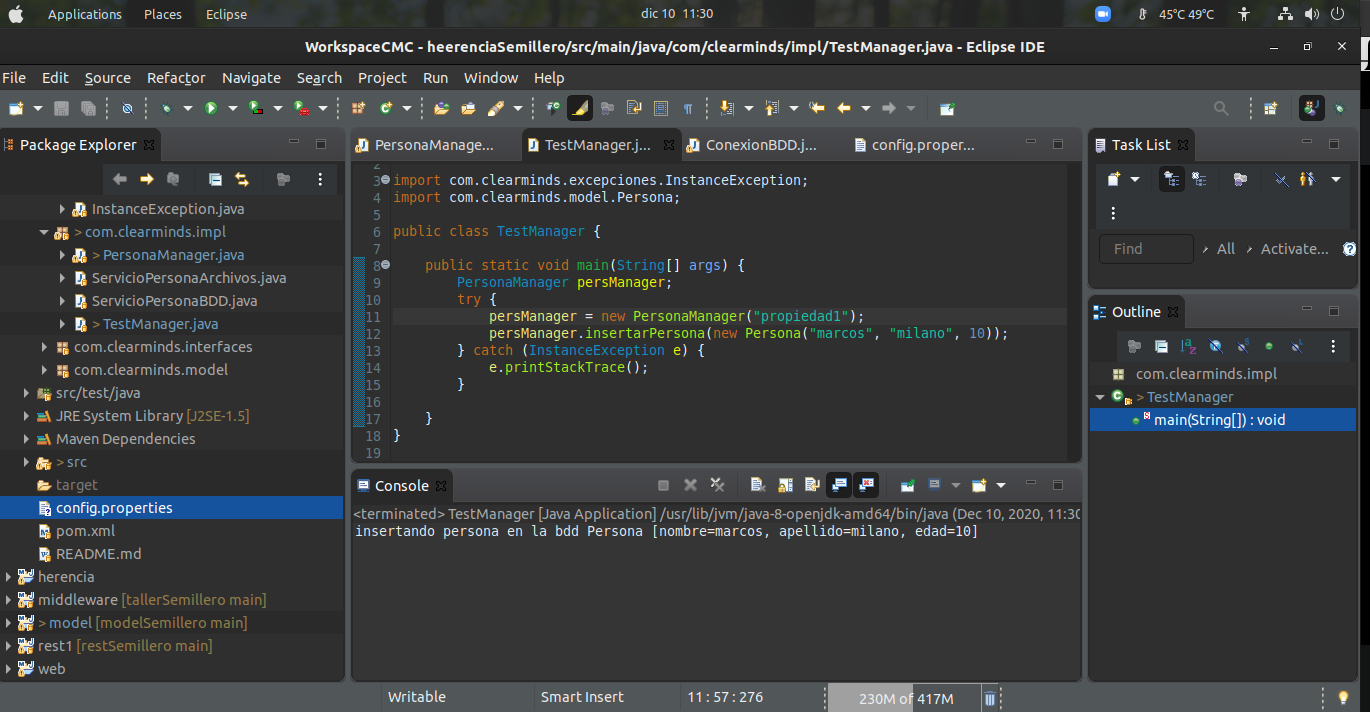 Applications Places Eclipse dic 10 11:30 45°C 49°C
WorkspaceCMC - heerenciaSemillero/src/main/java/com/clearminds/impl/TestManager.java - Eclipse IDE
File Edit Source Refactor Navigate Search Project Run Window Help
Package Explorer
InstanceException.java
> com.clearminds.impl
> PersonaManager.java
ServicioPersonaArchivos.java
ServicioPersonaBDD.java
> TestManager.java
com.clearminds.interfaces
com.clearminds.model
src/test/java
JRE System Library [J2SE-1.5]
Maven Dependencies
> src
target
config.properties
pom.xml
README.md
herencia
middleware [tallerSemillero main]
> model [modelSemillero main]
rest1 [restSemillero main]
web
PersonaManage... TestManager.j... ConexionBDD.j... config.proper...
2
3 import com.clearminds.excepciones.InstanceException;
4 import com.clearminds.model.Persona;
5
6 public class TestManager {
7
8 public static void main(String[] args) {
9 PersonaManager persManager;
10 try {
11 persManager = new PersonaManager("propiedad1");
12 persManager.insertarPersona(new Persona("marcos", "milano", 10));
13 } catch (InstanceException e) {
14 e.printStackTrace();
15 }
16
17 }
18 }
19
Console
<terminated> TestManager [Java Application] /usr/lib/jvm/java-8-openjdk-amd64/bin/java (Dec 10, 2020, 11:30
insertando persona en la bdd Persona [nombre=marcos, apellido=milano, edad=10]
Task List
Find All Activate...
Outline
com.clearminds.impl
> TestManager
main(String[]) : void
Writable Smart Insert 11 : 57 : 276 230M of 417M